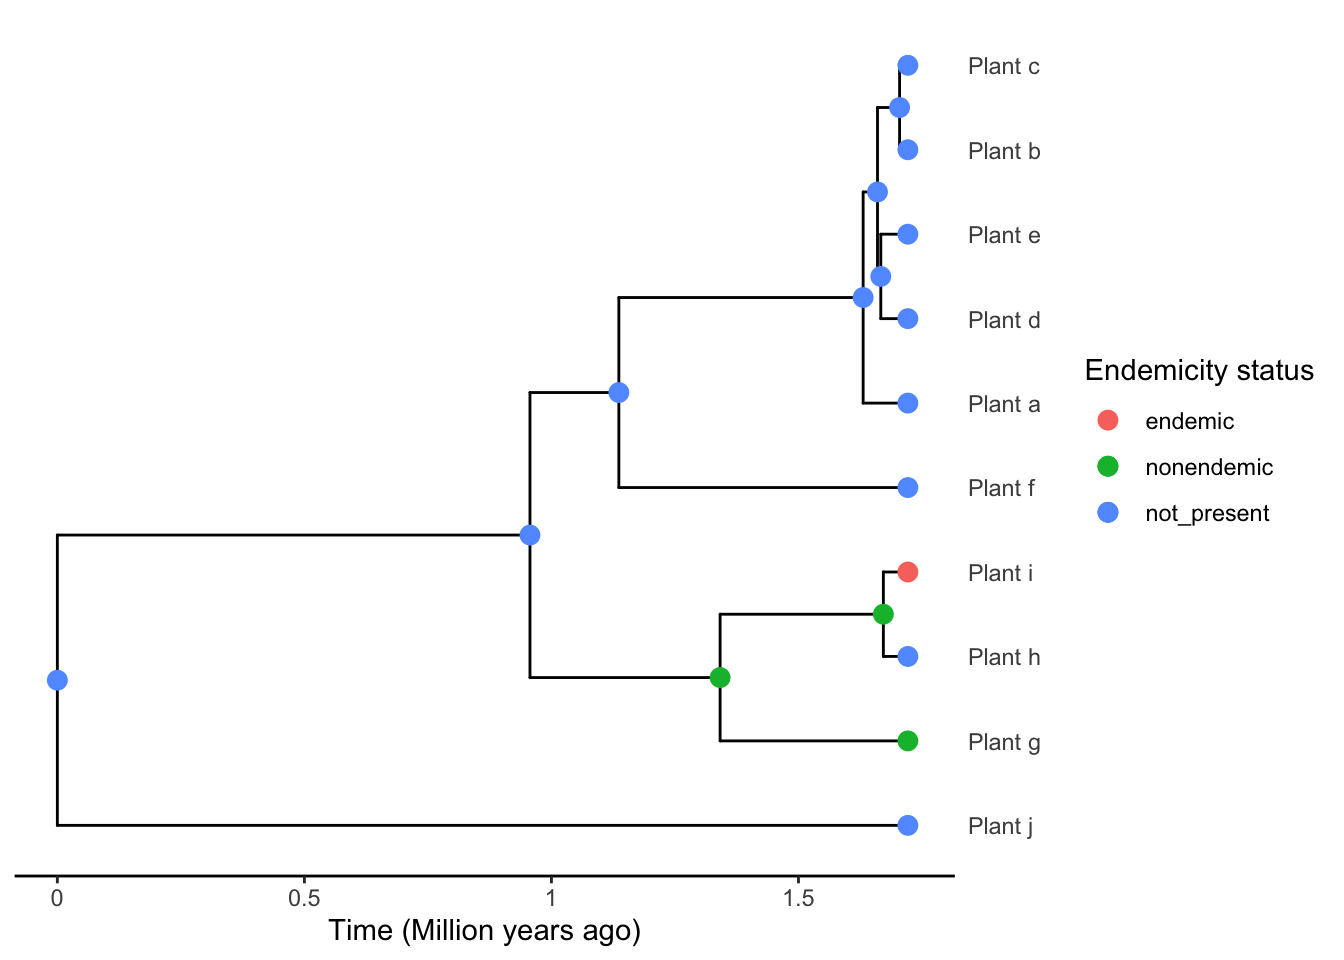 Plant c
Plant b
Plant e
Plant d
Plant a
Plant f
Plant i
Plant h
Plant g
Plant j
Endemicity status
endemic
nonendemic
not_present
0 0.5 1 1.5
Time (Million years ago)